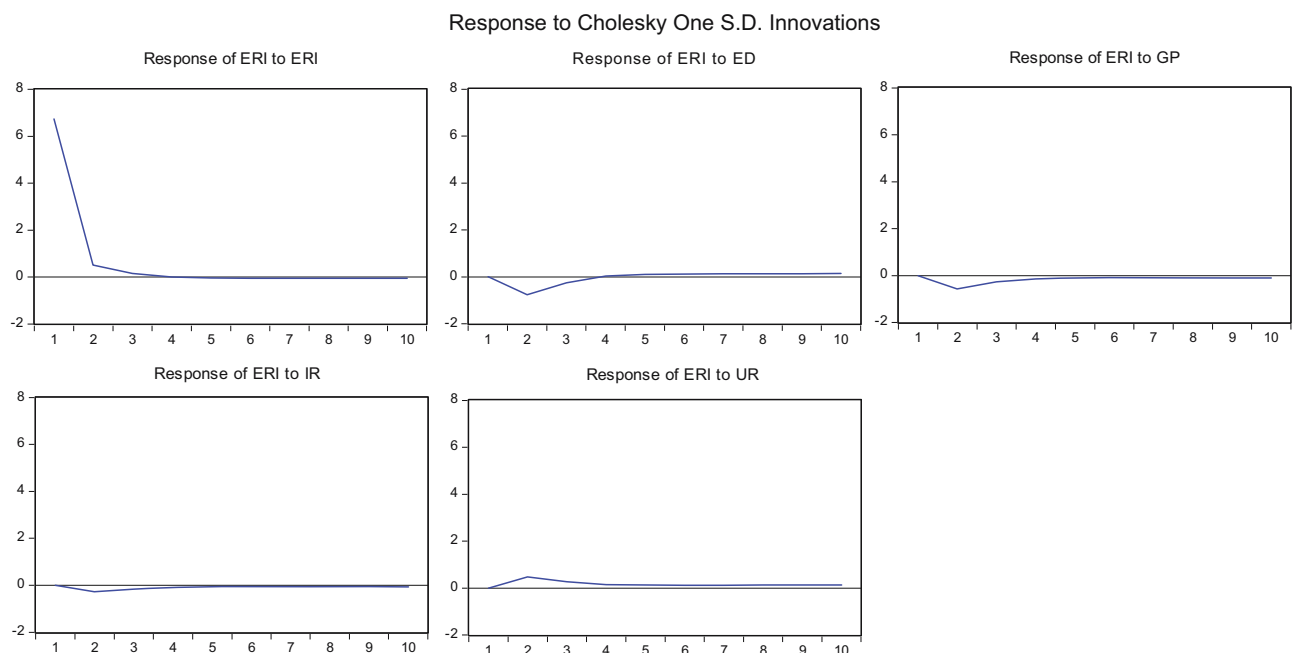 Response to Cholesky One S.D. Innovations
Response of ERI to ERI
8
6
4
2
0
-2
1 2 3 4 5 6 7 8 9 10
Response of ERI to ED
8
6
4
2
0
-2
1 2 3 4 5 6 7 8 9 10
Response of ERI to GP
8
6
4
2
0
-2
1 2 3 4 5 6 7 8 9 10
Response of ERI to IR
8
6
4
2
0
-2
1 2 3 4 5 6 7 8 9 10
Response of ERI to UR
8
6
4
2
0
-2
1 2 3 4 5 6 7 8 9 10